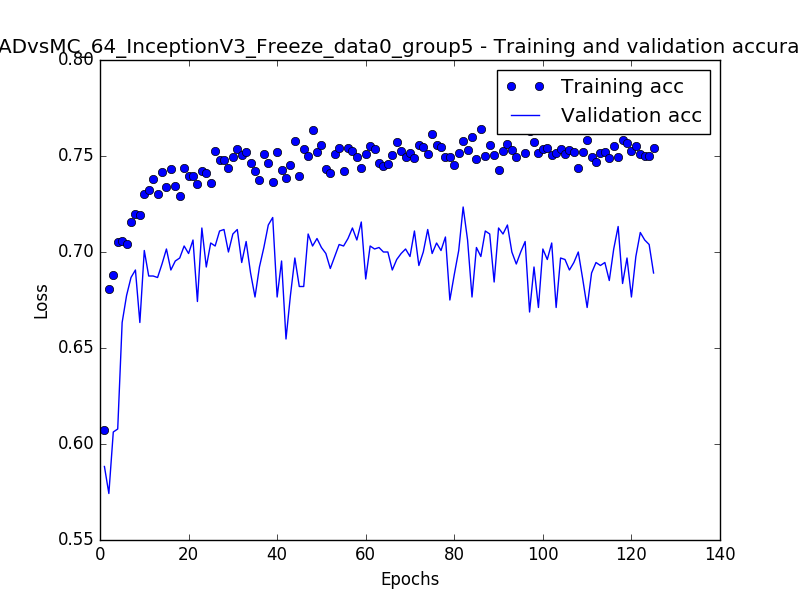 ADvsMC_64_InceptionV3_Freeze_data0_group5 - Training and validation accura
Training acc
Validation acc
0.80
0.75
0.70
0.65
0.60
0.55
Loss
0 20 40 60 80 100 120 140
Epochs